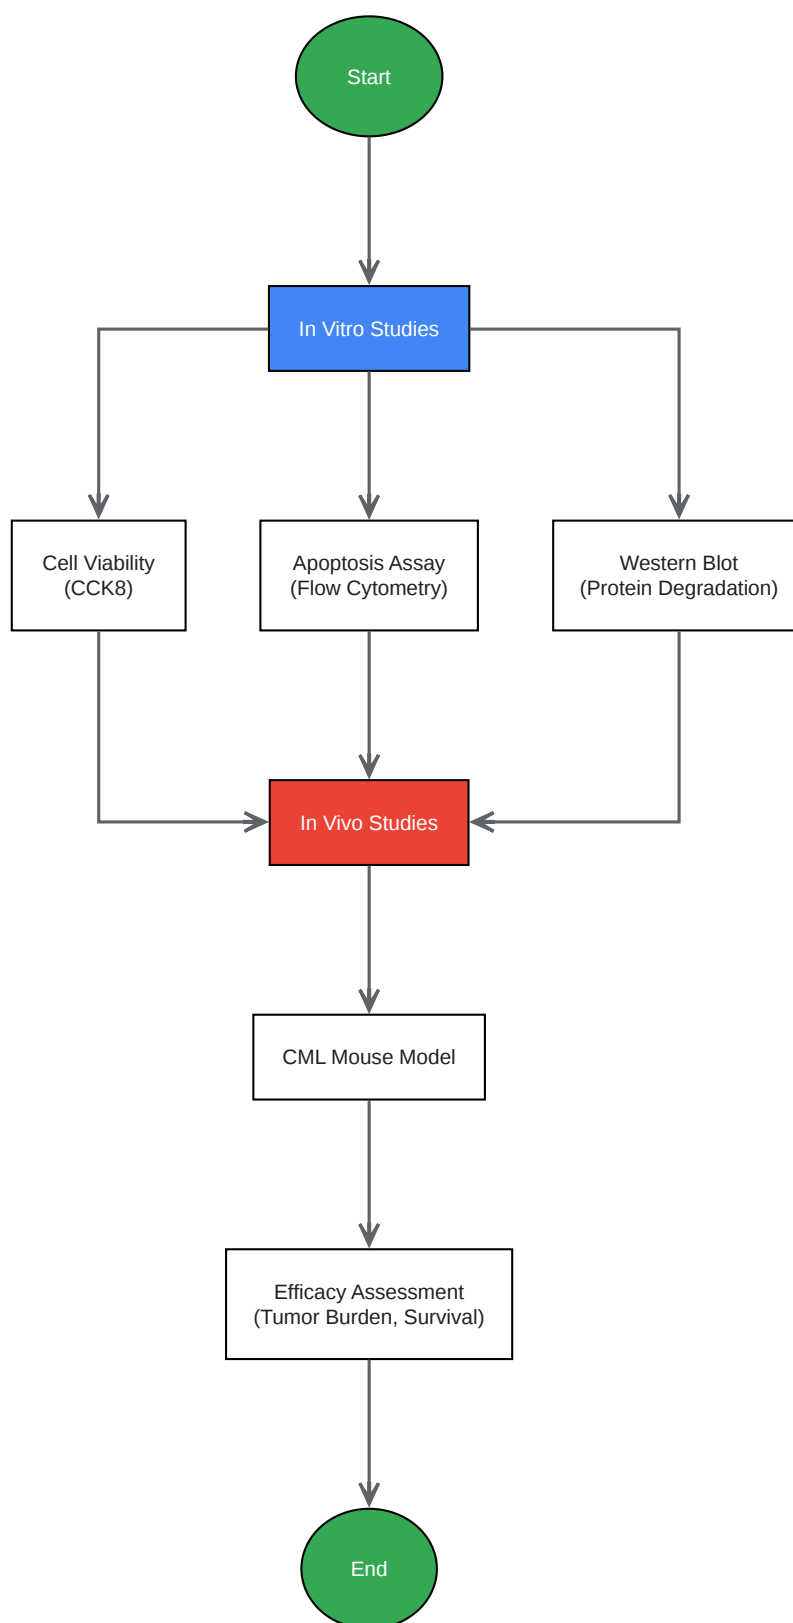 Start
In Vitro Studies
Cell Viability
(CCK8)
Apoptosis Assay
(Flow Cytometry)
Western Blot
(Protein Degradation)
In Vivo Studies
CML Mouse Model
Efficacy Assessment
(Tumor Burden, Survival)
End